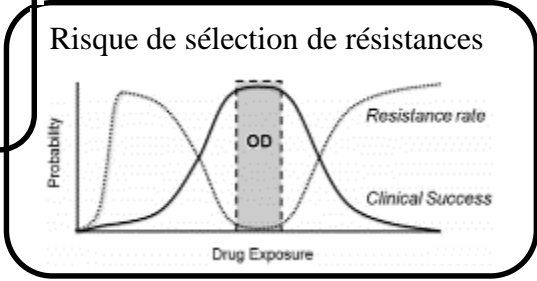 Risque de sélection de résistances
Resistance rate
OD
Probability
Clinical Success
Drug Exposure